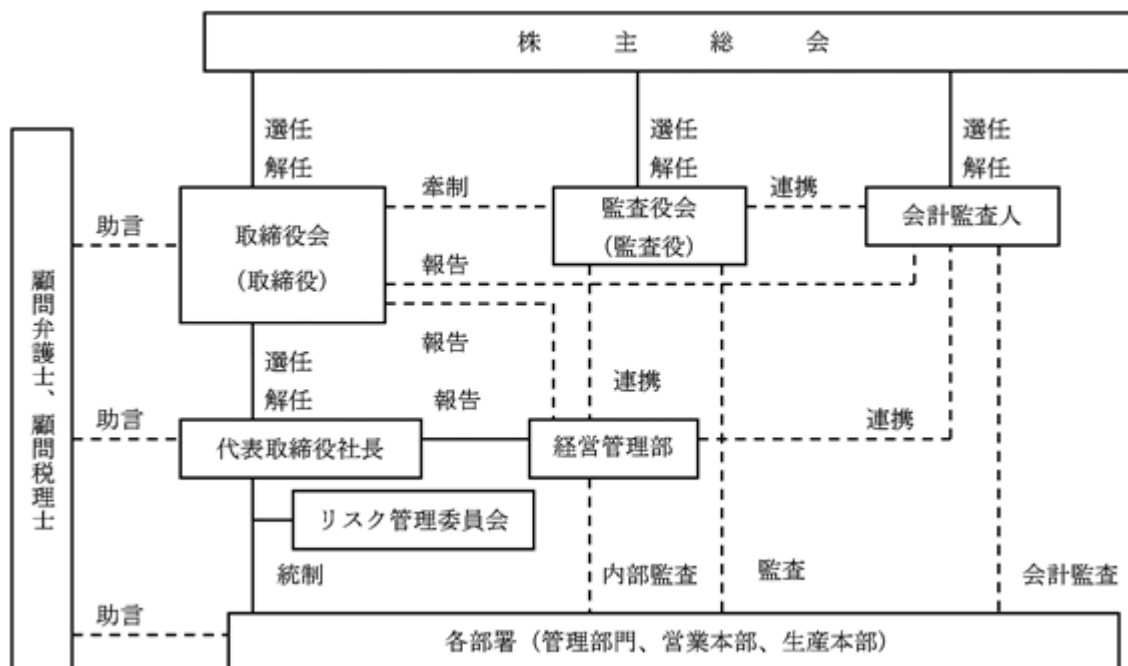 株主総会
選任
解任
選任
解任
選任
解任
顧問弁護士、顧問税理士
助言
取締役会
(取締役)
牽制
監査役会
(監査役)
連携
会計監査人
報告
報告
選任
解任
報告
連携
連携
助言
代表取締役社長
経営管理部
リスク管理委員会
統制
内部監査
監査
会計監査
助言
各部署(管理部門、営業本部、生産本部)